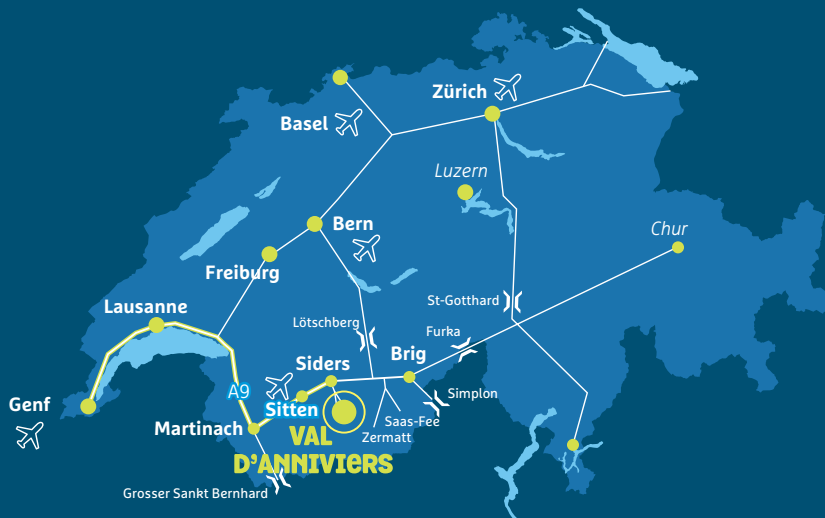 Zürich
Basel
Luzern
Bern
Chur
Freiburg
Lausanne
St-Gotthard
Lötschberg
Furka
Siders
Brig
A9
Simplon
Genf
Sitten
Saas-Fee
Martinach
Zermatt
VAL
D'ANNIVIERS
Grosser Sankt Bernhard